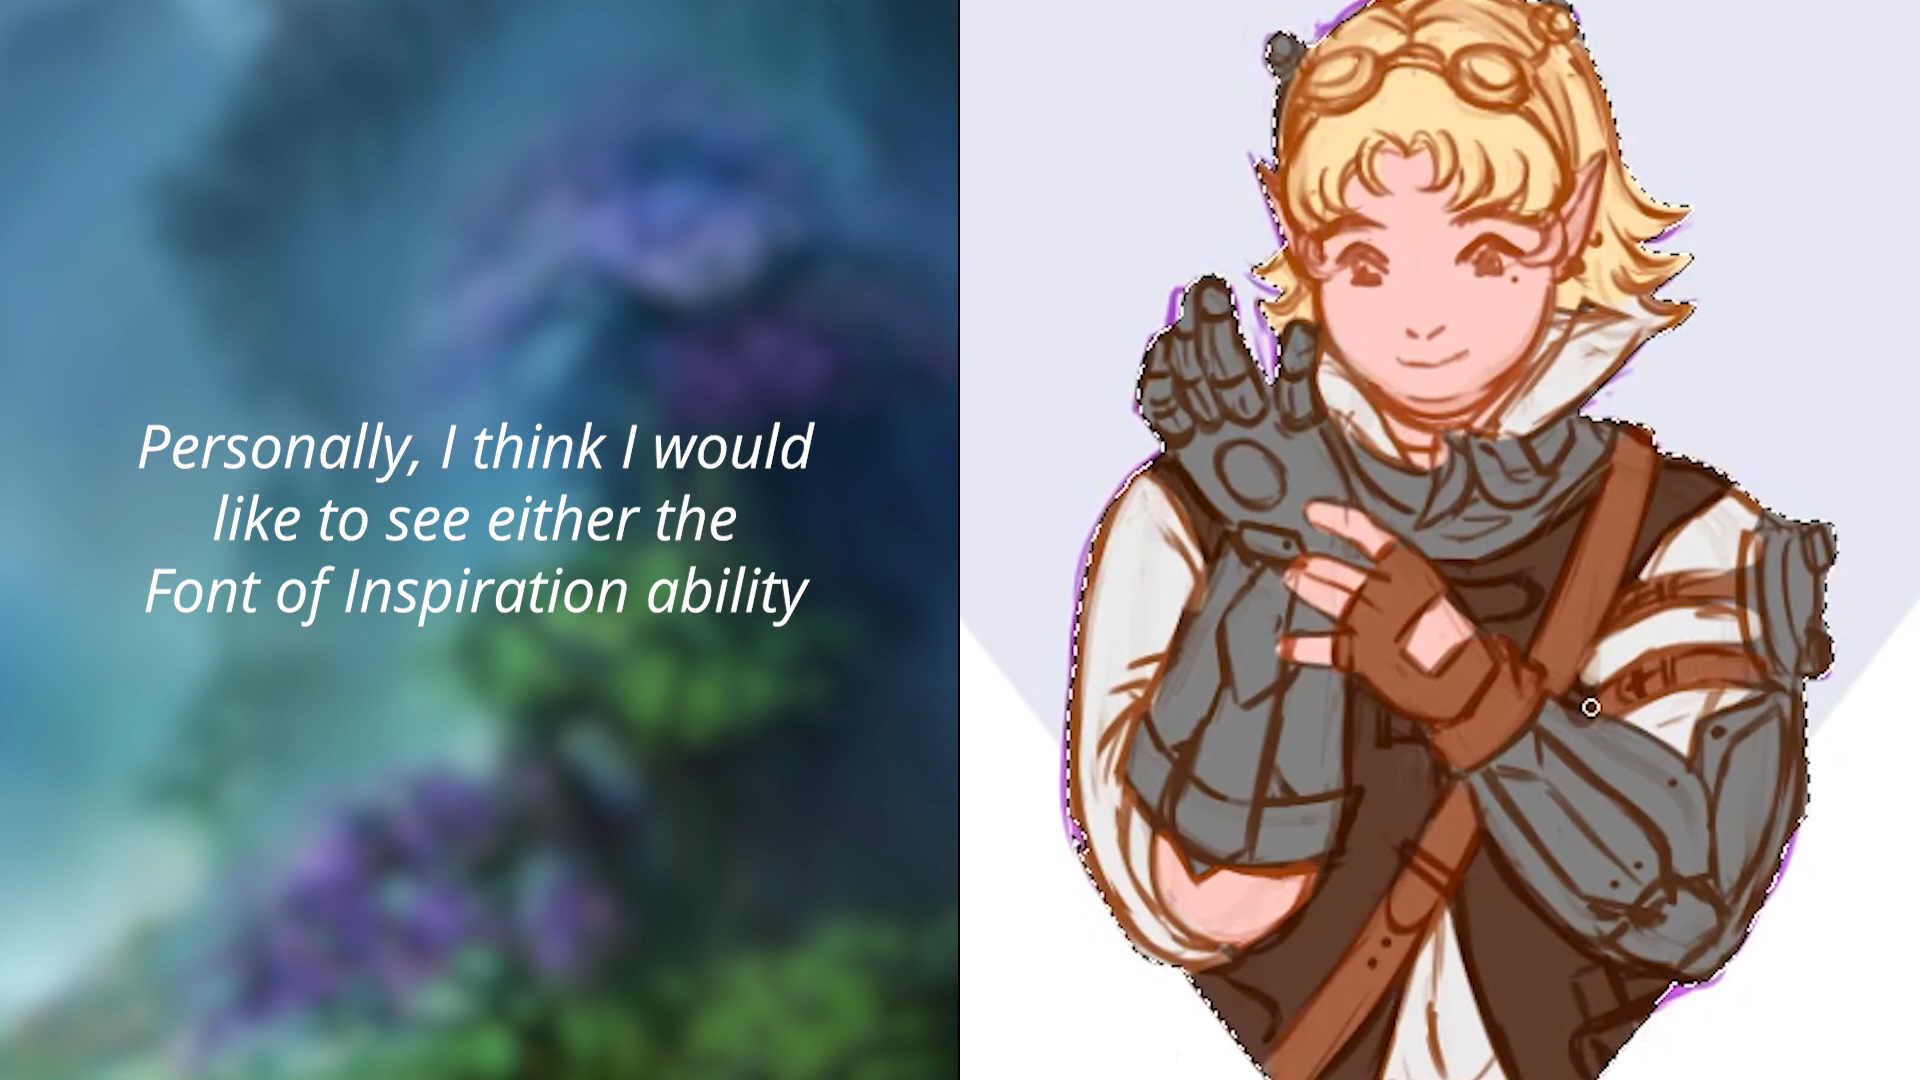 Personally, I think I would
like to see either the
Font of Inspiration ability